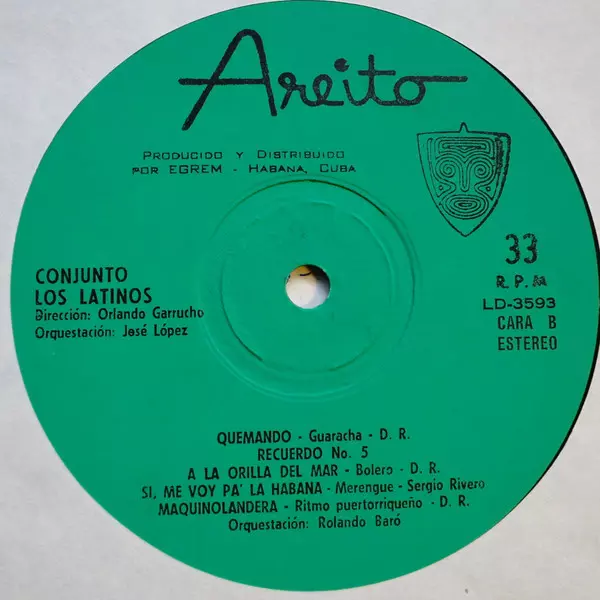 Areito
PRODUCIDO Y DISTRIBUIDO
POR EGREM - HABANA, CUBA
33
R.P.M
LD-3593
CARA B
ESTEREO
CONJUNTO
LOS LATINOS
Dirección: Orlando Garrucho
Orquestación: José López
QUEMANDO - Guaracha - D. R.
RECUERDO No. 5
A LA ORILLA DEL MAR - Bolero - D. R.
SI, ME VOY PA' LA HABANA - Merengue - Sergio Rivero
MAQUINOLANDERA - Ritmo puertorriqueño - D. R.
Orquestación: Rolando Baró